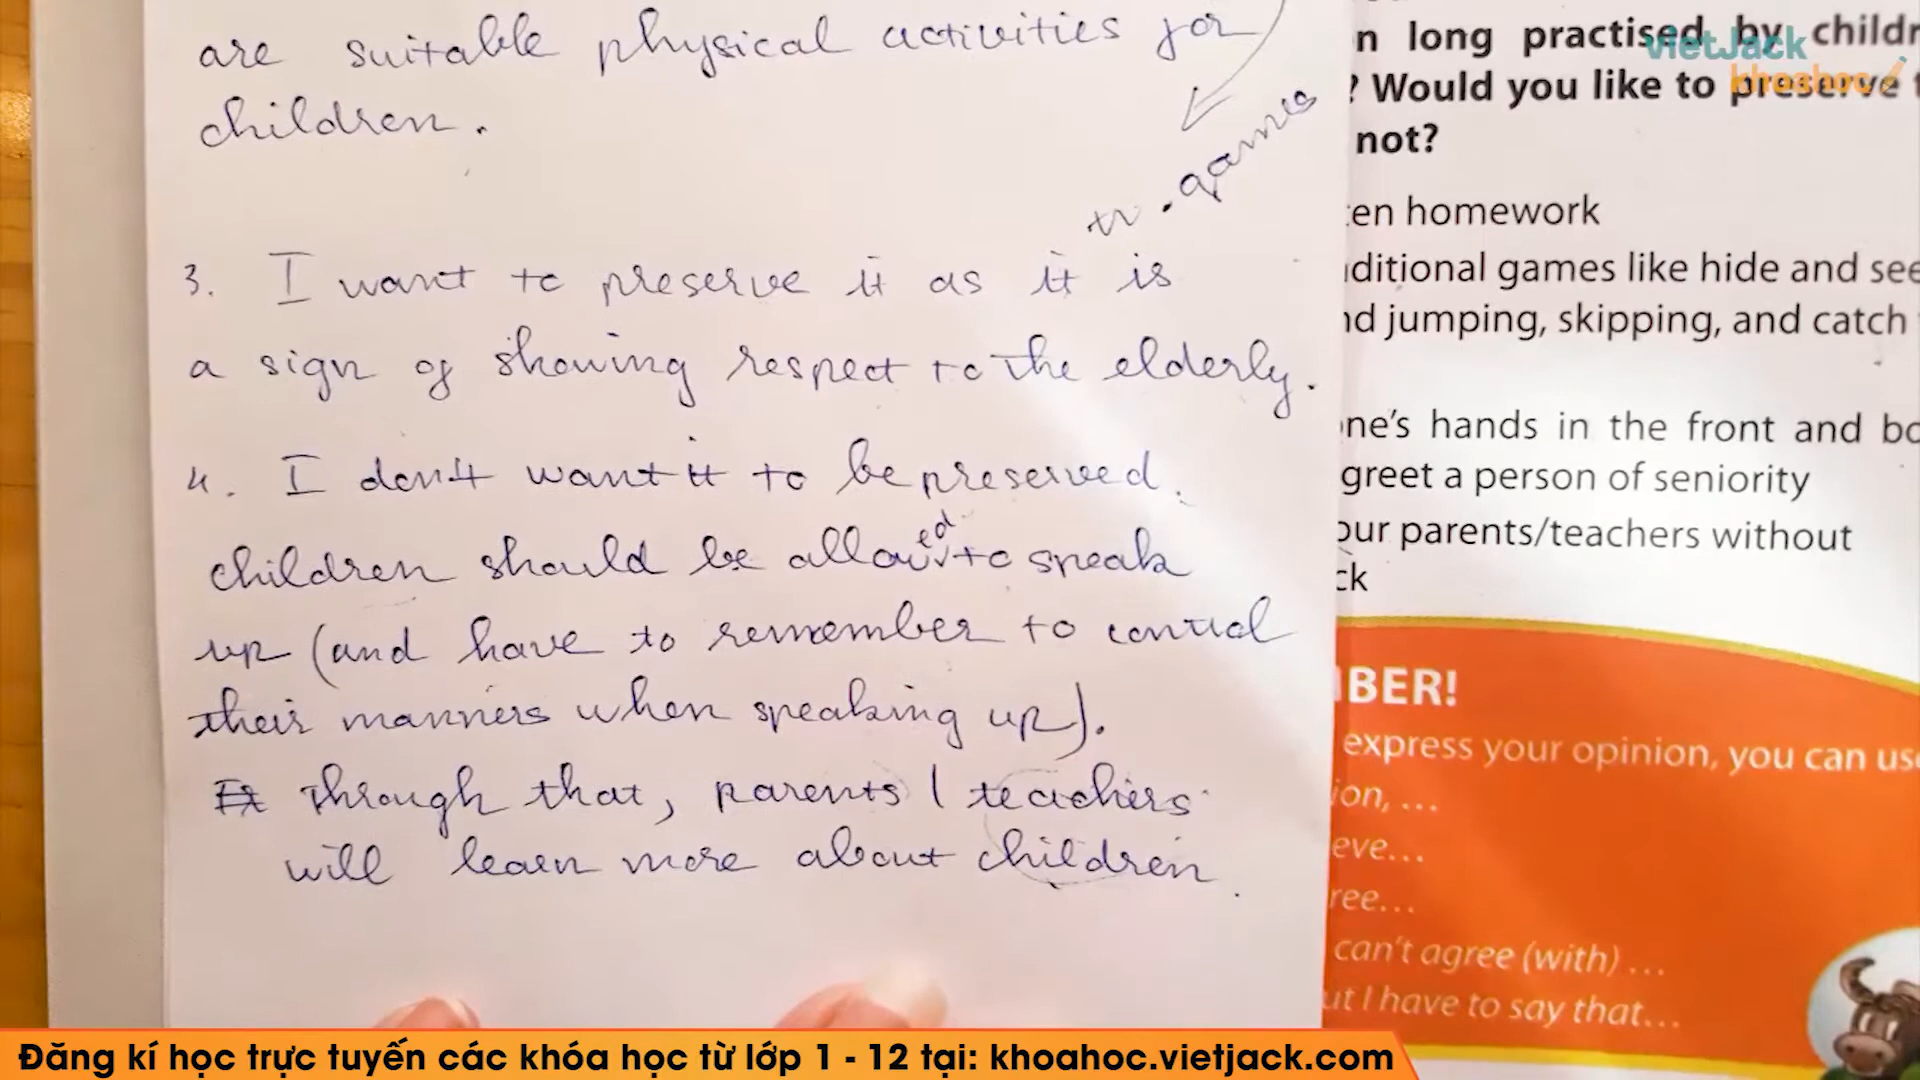 are suitable physical activities for
children.
tr. games
3. I want to preserve it as it is
a sign of showing respect to the elderly.
4. I don't want it to be preserved.
children should be allowed to speak
up (and have to remember to control
their manners when speaking up).
Through that, parents / teachers
will learn more about children.
n long practised by childr
? Would you like to preserve
not?
ten homework
ditional games like hide and see
nd jumping, skipping, and catch
one's hands in the front and bo
greet a person of seniority
our parents/teachers without
ck
BER!
express your opinion, you can use
ion, ...
eve...
ree...
can't agree (with) ...
ut I have to say that...
vietJack
khoahoc
Đăng kí học trực tuyến các khóa học từ lớp 1 - 12 tại: khoahoc.vietjack.com